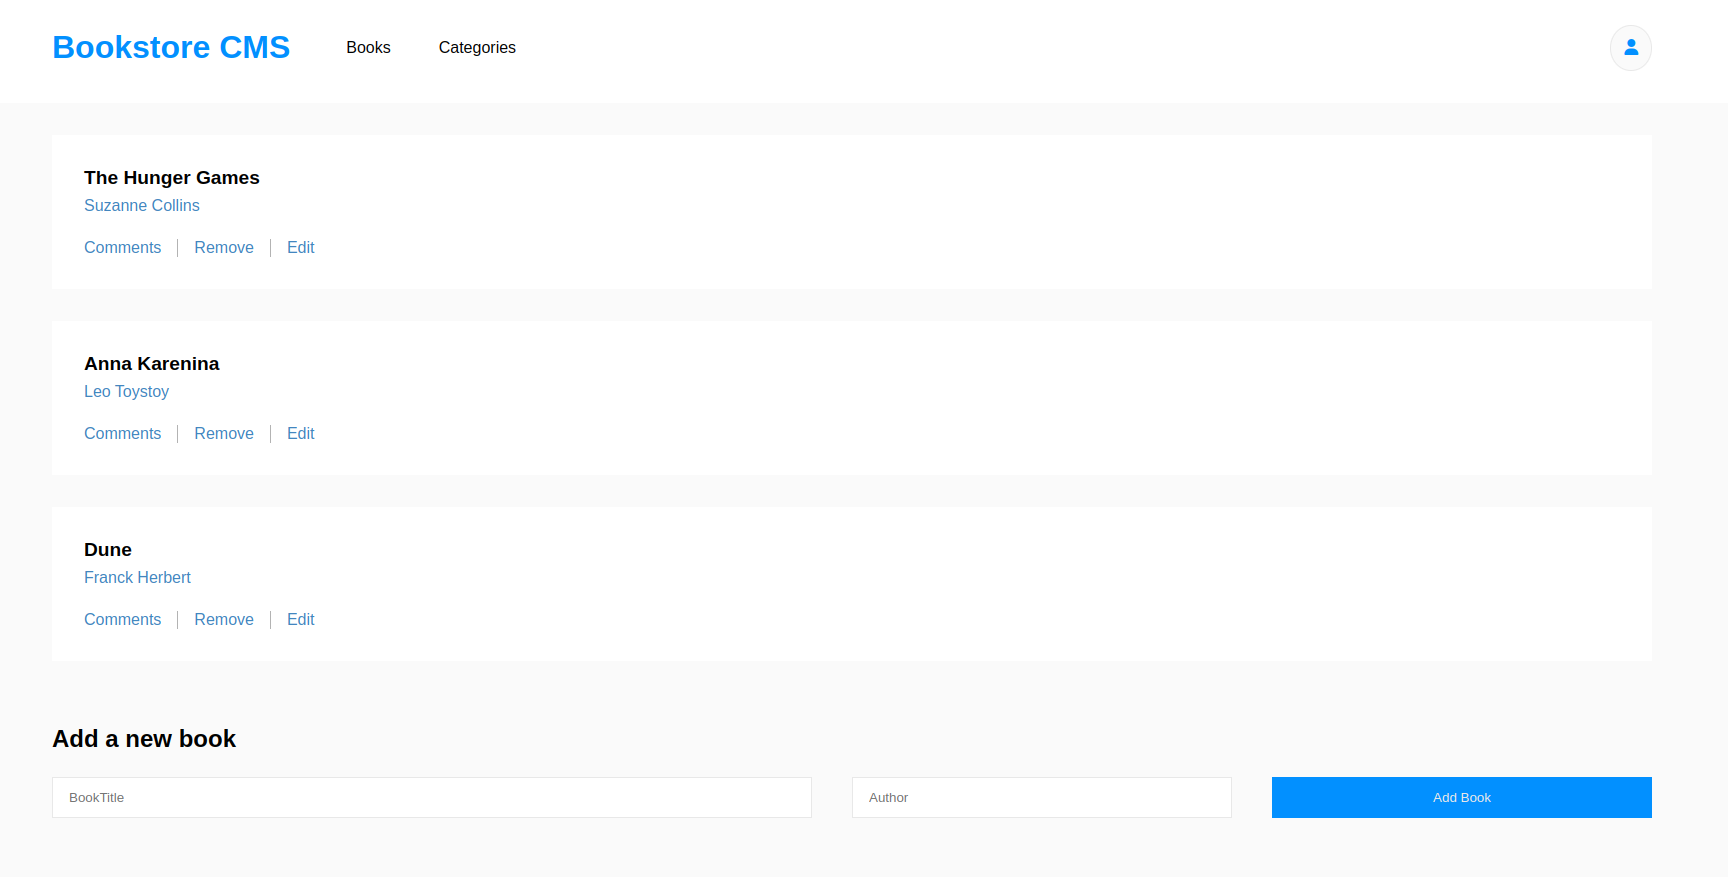 Bookstore CMS Books Categories
The Hunger Games
Suzanne Collins
Comments Remove Edit
Anna Karenina
Leo Toystoy
Comments Remove Edit
Dune
Franck Herbert
Comments Remove Edit
Add a new book
BookTitle Author Add Book